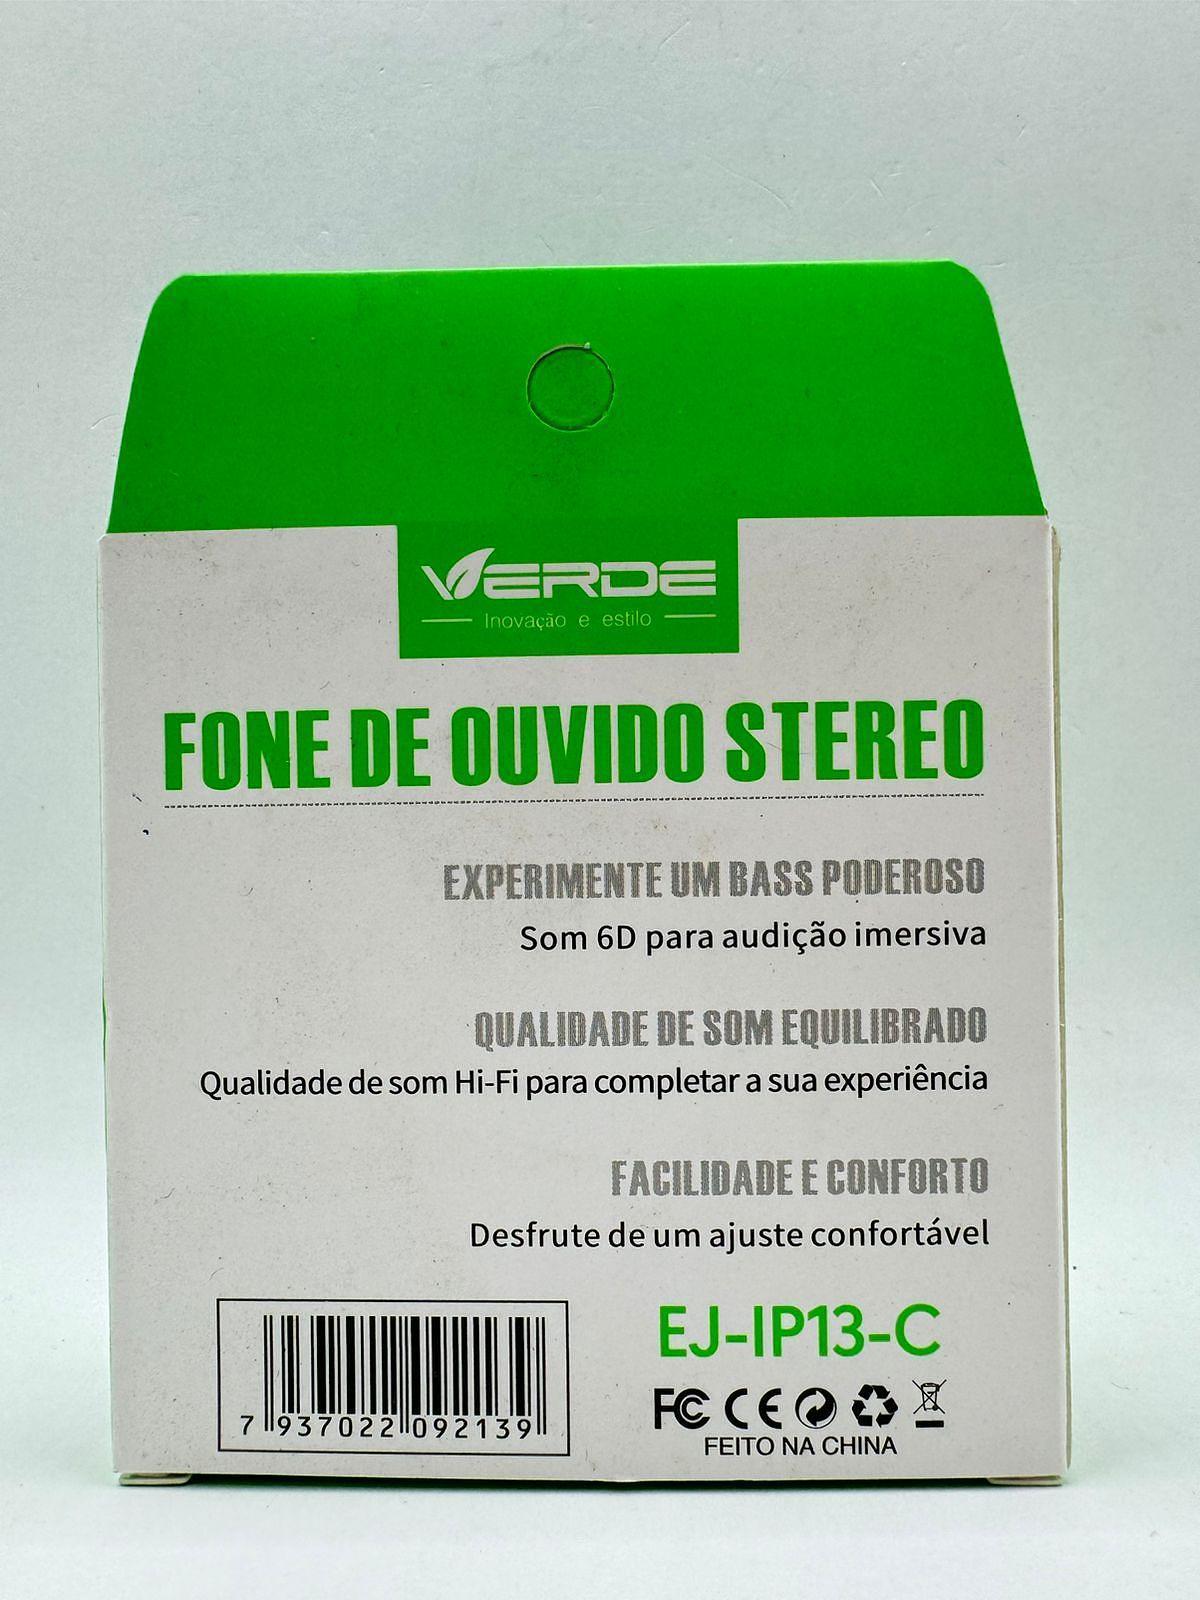 VERDE
Inovação e estilo
FONE DE OUVIDO STEREO
EXPERIMENTE UM BASS PODEROSO
Som 6D para audição imersiva
QUALIDADE DE SOM EQUILIBRADO
Qualidade de som Hi-Fi para completar a sua experiência
FACILIDADE E CONFORTO
Desfrute de um ajuste confortável
EJ-IP13-C
7 937022 092139
FC CE
FEITO NA CHINA